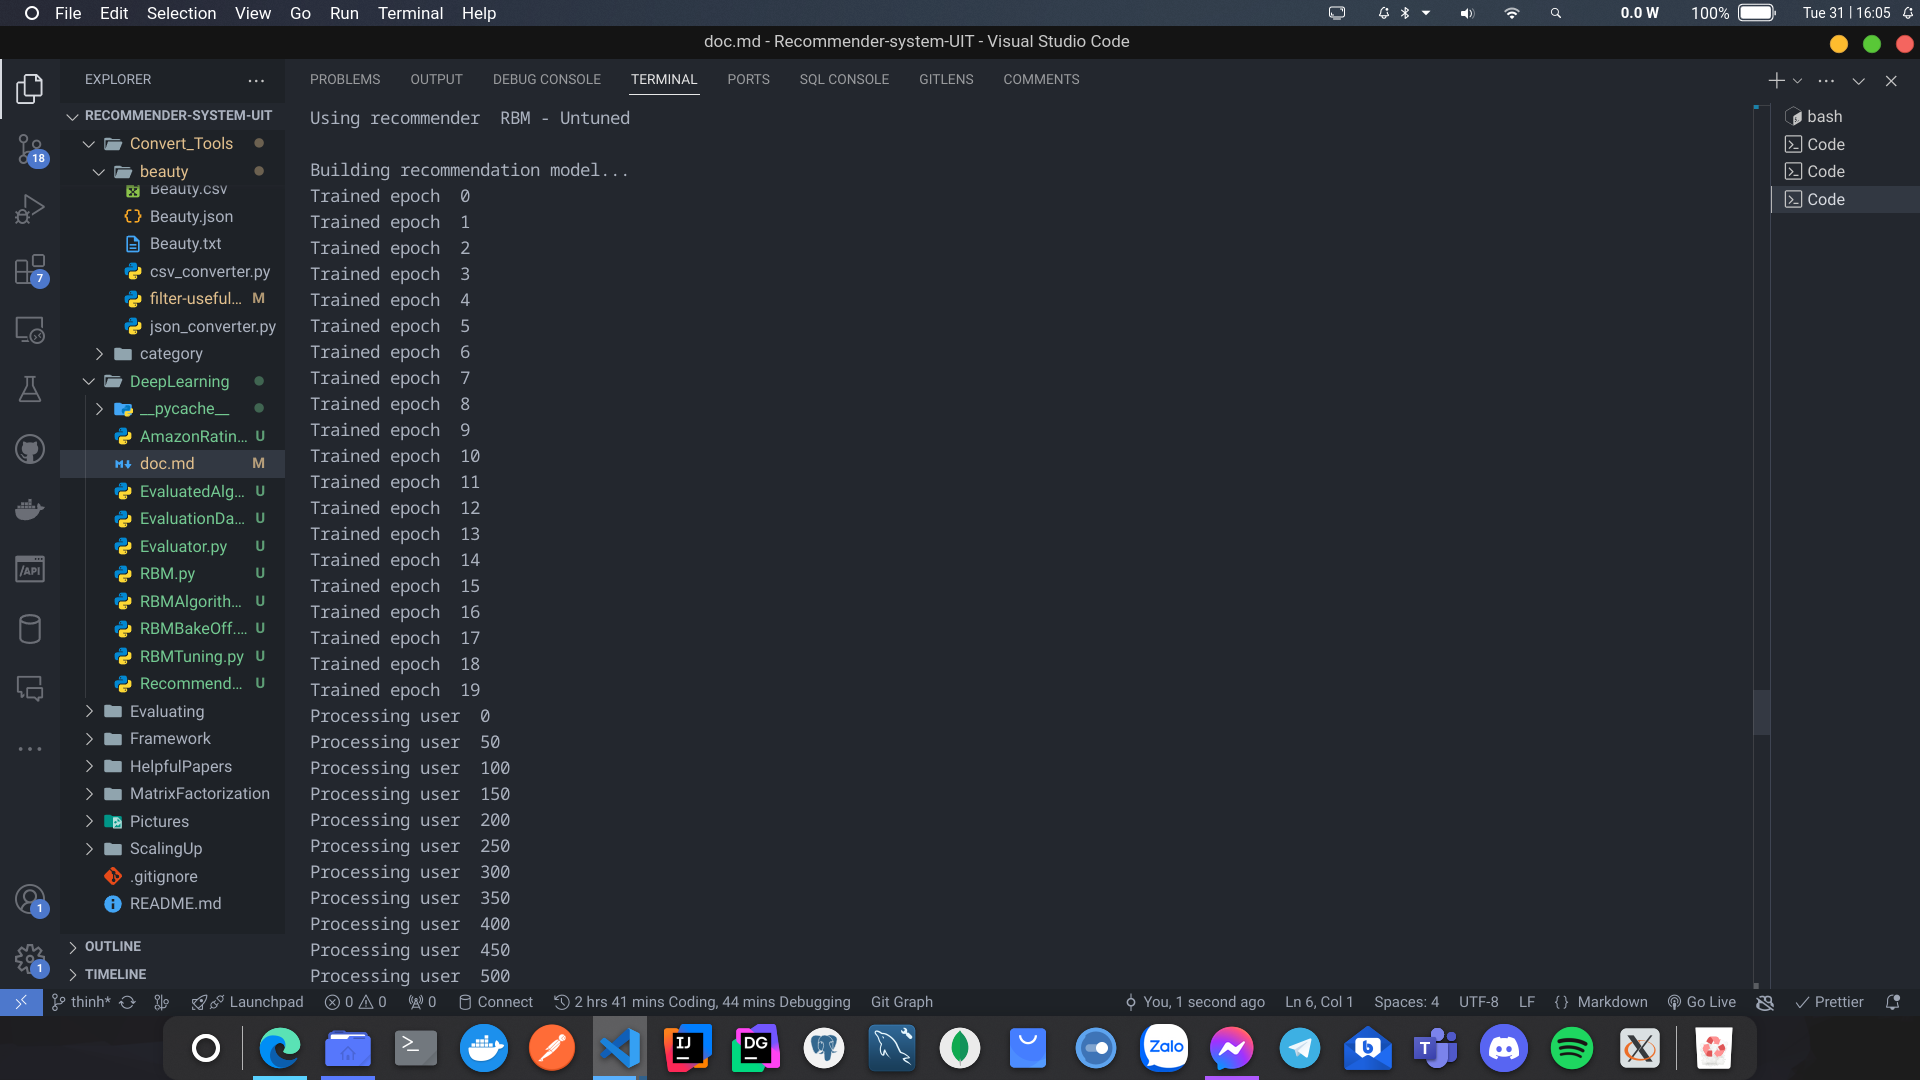 File Edit Selection View Go Run Terminal Help
0.0 W 100% Tue 31 | 16:05
doc.md - Recommender-system-UIT - Visual Studio Code
EXPLORER
PROBLEMS OUTPUT DEBUG CONSOLE TERMINAL PORTS SQL CONSOLE GITLENS COMMENTS
RECOMMENDER-SYSTEM-UIT
Convert_Tools
beauty
Beauty.csv
Beauty.json
Beauty.txt
csv_converter.py
filter-useful... M
json_converter.py
category
DeepLearning
__pycache__
AmazonRatin... U
doc.md M
EvaluatedAlg... U
EvaluationDa... U
Evaluator.py U
RBM.py U
RBMAlgorith... U
RBMBakeOff.... U
RBMTuning.py U
Recommend... U
Evaluating
Framework
HelpfulPapers
MatrixFactorization
Pictures
ScalingUp
.gitignore
README.md
OUTLINE
TIMELINE
18
7
/API
1
1
Using recommender  RBM - Untuned
Building recommendation model...
Trained epoch  0
Trained epoch  1
Trained epoch  2
Trained epoch  3
Trained epoch  4
Trained epoch  5
Trained epoch  6
Trained epoch  7
Trained epoch  8
Trained epoch  9
Trained epoch  10
Trained epoch  11
Trained epoch  12
Trained epoch  13
Trained epoch  14
Trained epoch  15
Trained epoch  16
Trained epoch  17
Trained epoch  18
Trained epoch  19
Processing user  0
Processing user  50
Processing user  100
Processing user  150
Processing user  200
Processing user  250
Processing user  300
Processing user  350
Processing user  400
Processing user  450
Processing user  500
bash
Code
Code
Code
thinh* Launchpad 0 0 0 Connect 2 hrs 41 mins Coding, 44 mins Debugging Git Graph You, 1 second ago Ln 6, Col 1 Spaces: 4 UTF-8 LF {} Markdown Go Live Prettier
IJ DG Zalo b T